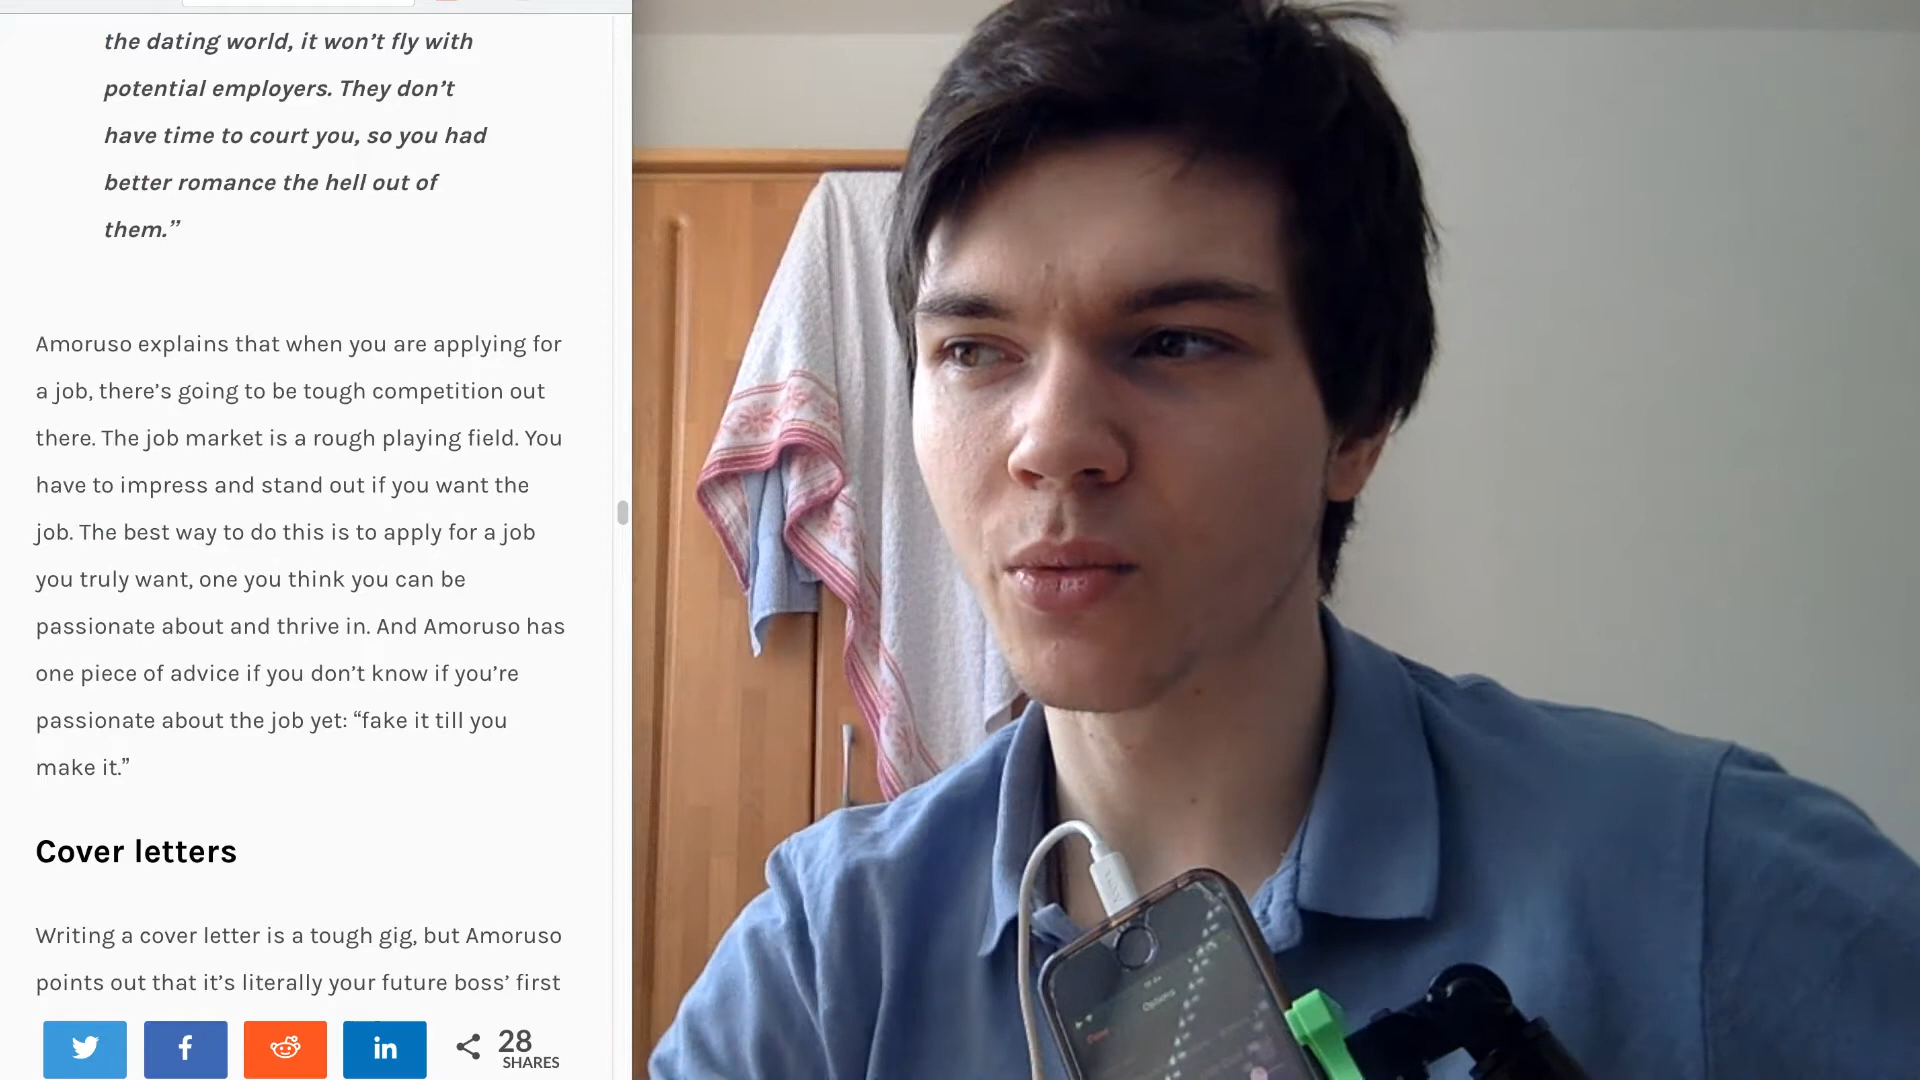 the dating world, it won’t fly with
potential employers. They don’t
have time to court you, so you had
better romance the hell out of
them.”
Amoruso explains that when you are applying for
a job, there’s going to be tough competition out
there. The job market is a rough playing field. You
have to impress and stand out if you want the
job. The best way to do this is to apply for a job
you truly want, one you think you can be
passionate about and thrive in. And Amoruso has
one piece of advice if you don’t know if you’re
passionate about the job yet: “fake it till you
make it.”
Cover letters
Writing a cover letter is a tough gig, but Amoruso
points out that it’s literally your future boss’ first
28
SHARES
Options